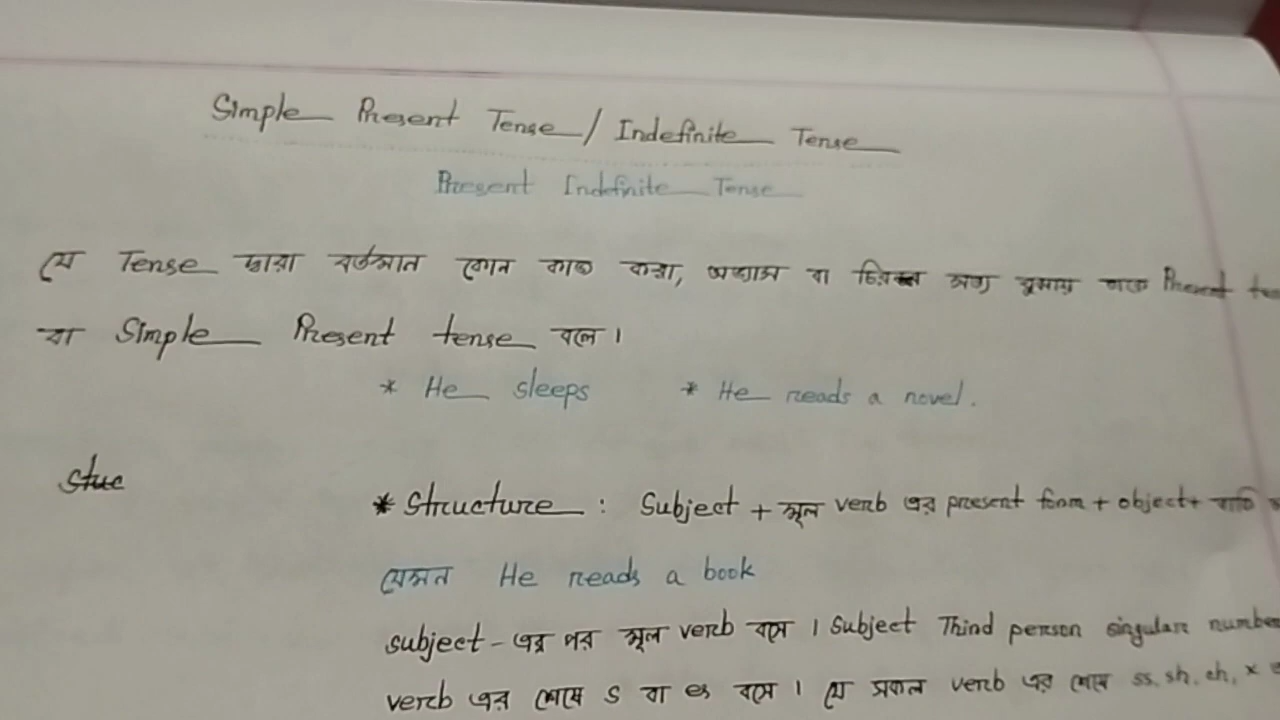 Simple Present Tense / Indefinite Tense
Present Indefinite Tense
যে Tense দ্বারা বর্তমান কোন কাজ করা, অভ্যাস বা চিরন্তন সত্য বুঝায় তাকে Present
বা Simple Present tense বলে।
* He sleeps * He reads a novel.
* Structure : Subject + মূল verb এর present form + object + বাকি
যেমন He reads a book
subject - এর পর মূল verb বসে। Subject Third person singular number
verb এর শেষে s বা es বসে। যে সকল verb এর শেষে ss, sh, ch, x